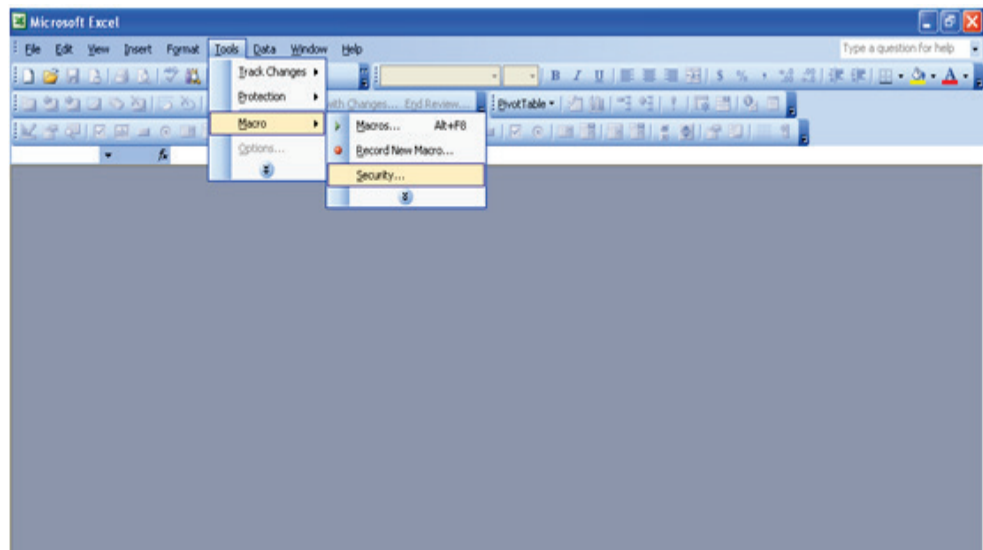 Microsoft Excel
File Edit View Insert Format Tools Data Window Help Type a question for help
Track Changes
Protection
with Changes... End Review...
PivotTable
Macro
Macros... Alt+F8
Options...
Record New Macro...
Security...
B I U $ % ,
fx